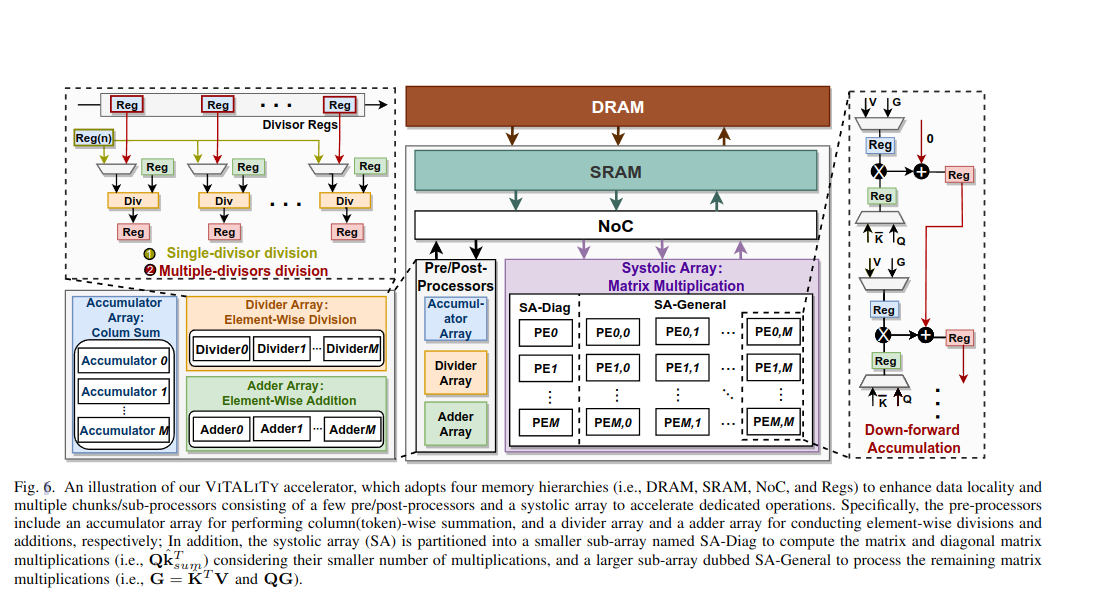 Reg
Reg
· · ·
Reg
Divisor Regs
Reg(n)
Reg
Reg
Reg
Div
Div
· · ·
Div
Reg
Reg
Reg
1 Single-divisor division
2 Multiple-divisors division
Accumulator
Array:
Colum Sum
Accumulator 0
Accumulator 1
⋮
Accumulator M
Divider Array:
Element-Wise Division
Divider0 Divider1 ··· DividerM
Adder Array:
Element-Wise Addition
Adder0 Adder1 ··· AdderM
DRAM
SRAM
NoC
Pre/Post-
Processors
Accumul-
ator
Array
Divider
Array
Adder
Array
Systolic Array:
Matrix Multiplication
SA-Diag
SA-General
PE0 PE0,0 PE0,1 ··· PE0,M
PE1 PE1,0 PE1,1 ··· PE1,M
⋮ ⋮ ⋮ ⋱ ⋮
PEM PEM,0 PEM,1 ··· PEM,M
V G
0
Reg
X + Reg
Reg
K̅ Q
V G
Reg
X + Reg
Reg
K̅ Q
⋮
Down-forward
Accumulation
Fig. 6. An illustration of our VITALITY accelerator, which adopts four memory hierarchies (i.e., DRAM, SRAM, NoC, and Regs) to enhance data locality and
multiple chunks/sub-processors consisting of a few pre/post-processors and a systolic array to accelerate dedicated operations. Specifically, the pre-processors
include an accumulator array for performing column(token)-wise summation, and a divider array and a adder array for conducting element-wise divisions and
additions, respectively; In addition, the systolic array (SA) is partitioned into a smaller sub-array named SA-Diag to compute the matrix and diagonal matrix
multiplications (i.e., Qk̂ᵀsum) considering their smaller number of multiplications, and a larger sub-array dubbed SA-General to process the remaining matrix
multiplications (i.e., G = K̂ᵀV and QG).